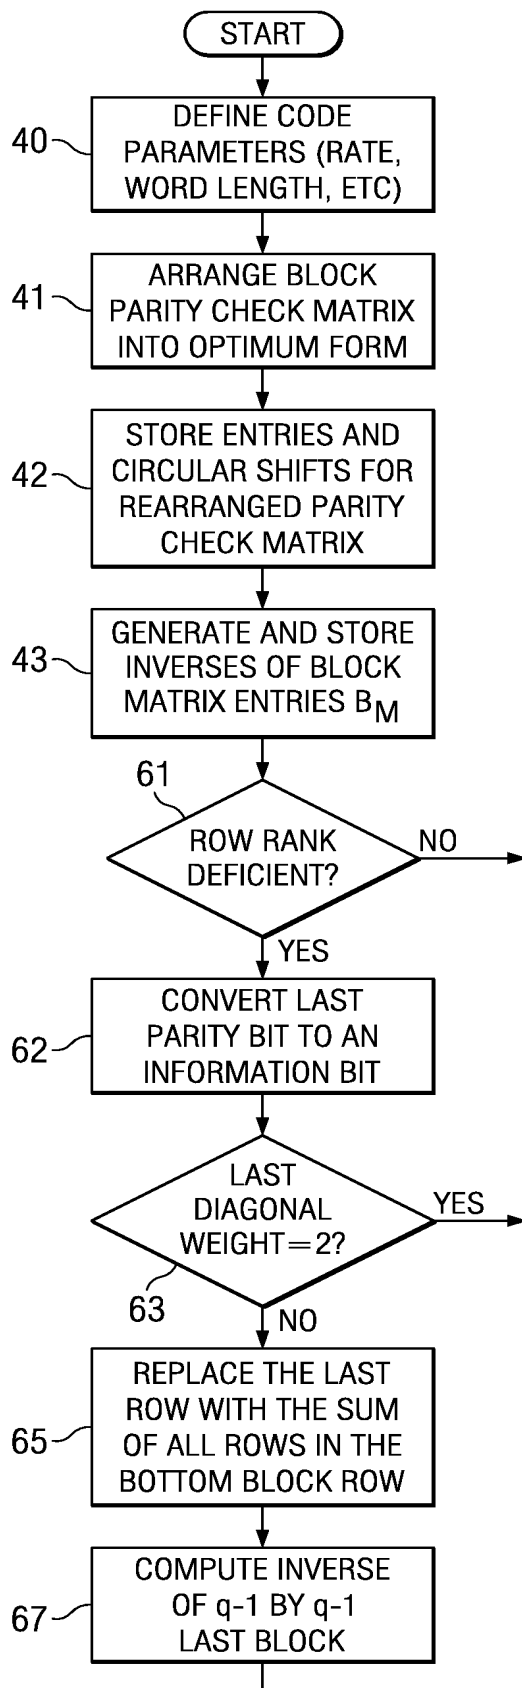 START
40
DEFINE CODE
PARAMETERS (RATE,
WORD LENGTH, ETC)
41
ARRANGE BLOCK
PARITY CHECK MATRIX
INTO OPTIMUM FORM
42
STORE ENTRIES AND
CIRCULAR SHIFTS FOR
REARRANGED PARITY
CHECK MATRIX
43
GENERATE AND STORE
INVERSES OF BLOCK
MATRIX ENTRIES BM
61
ROW RANK
DEFICIENT?
NO
YES
62
CONVERT LAST
PARITY BIT TO AN
INFORMATION BIT
LAST
DIAGONAL
WEIGHT=2?
YES
63
NO
65
REPLACE THE LAST
ROW WITH THE SUM
OF ALL ROWS IN THE
BOTTOM BLOCK ROW
67
COMPUTE INVERSE
OF q-1 BY q-1
LAST BLOCK